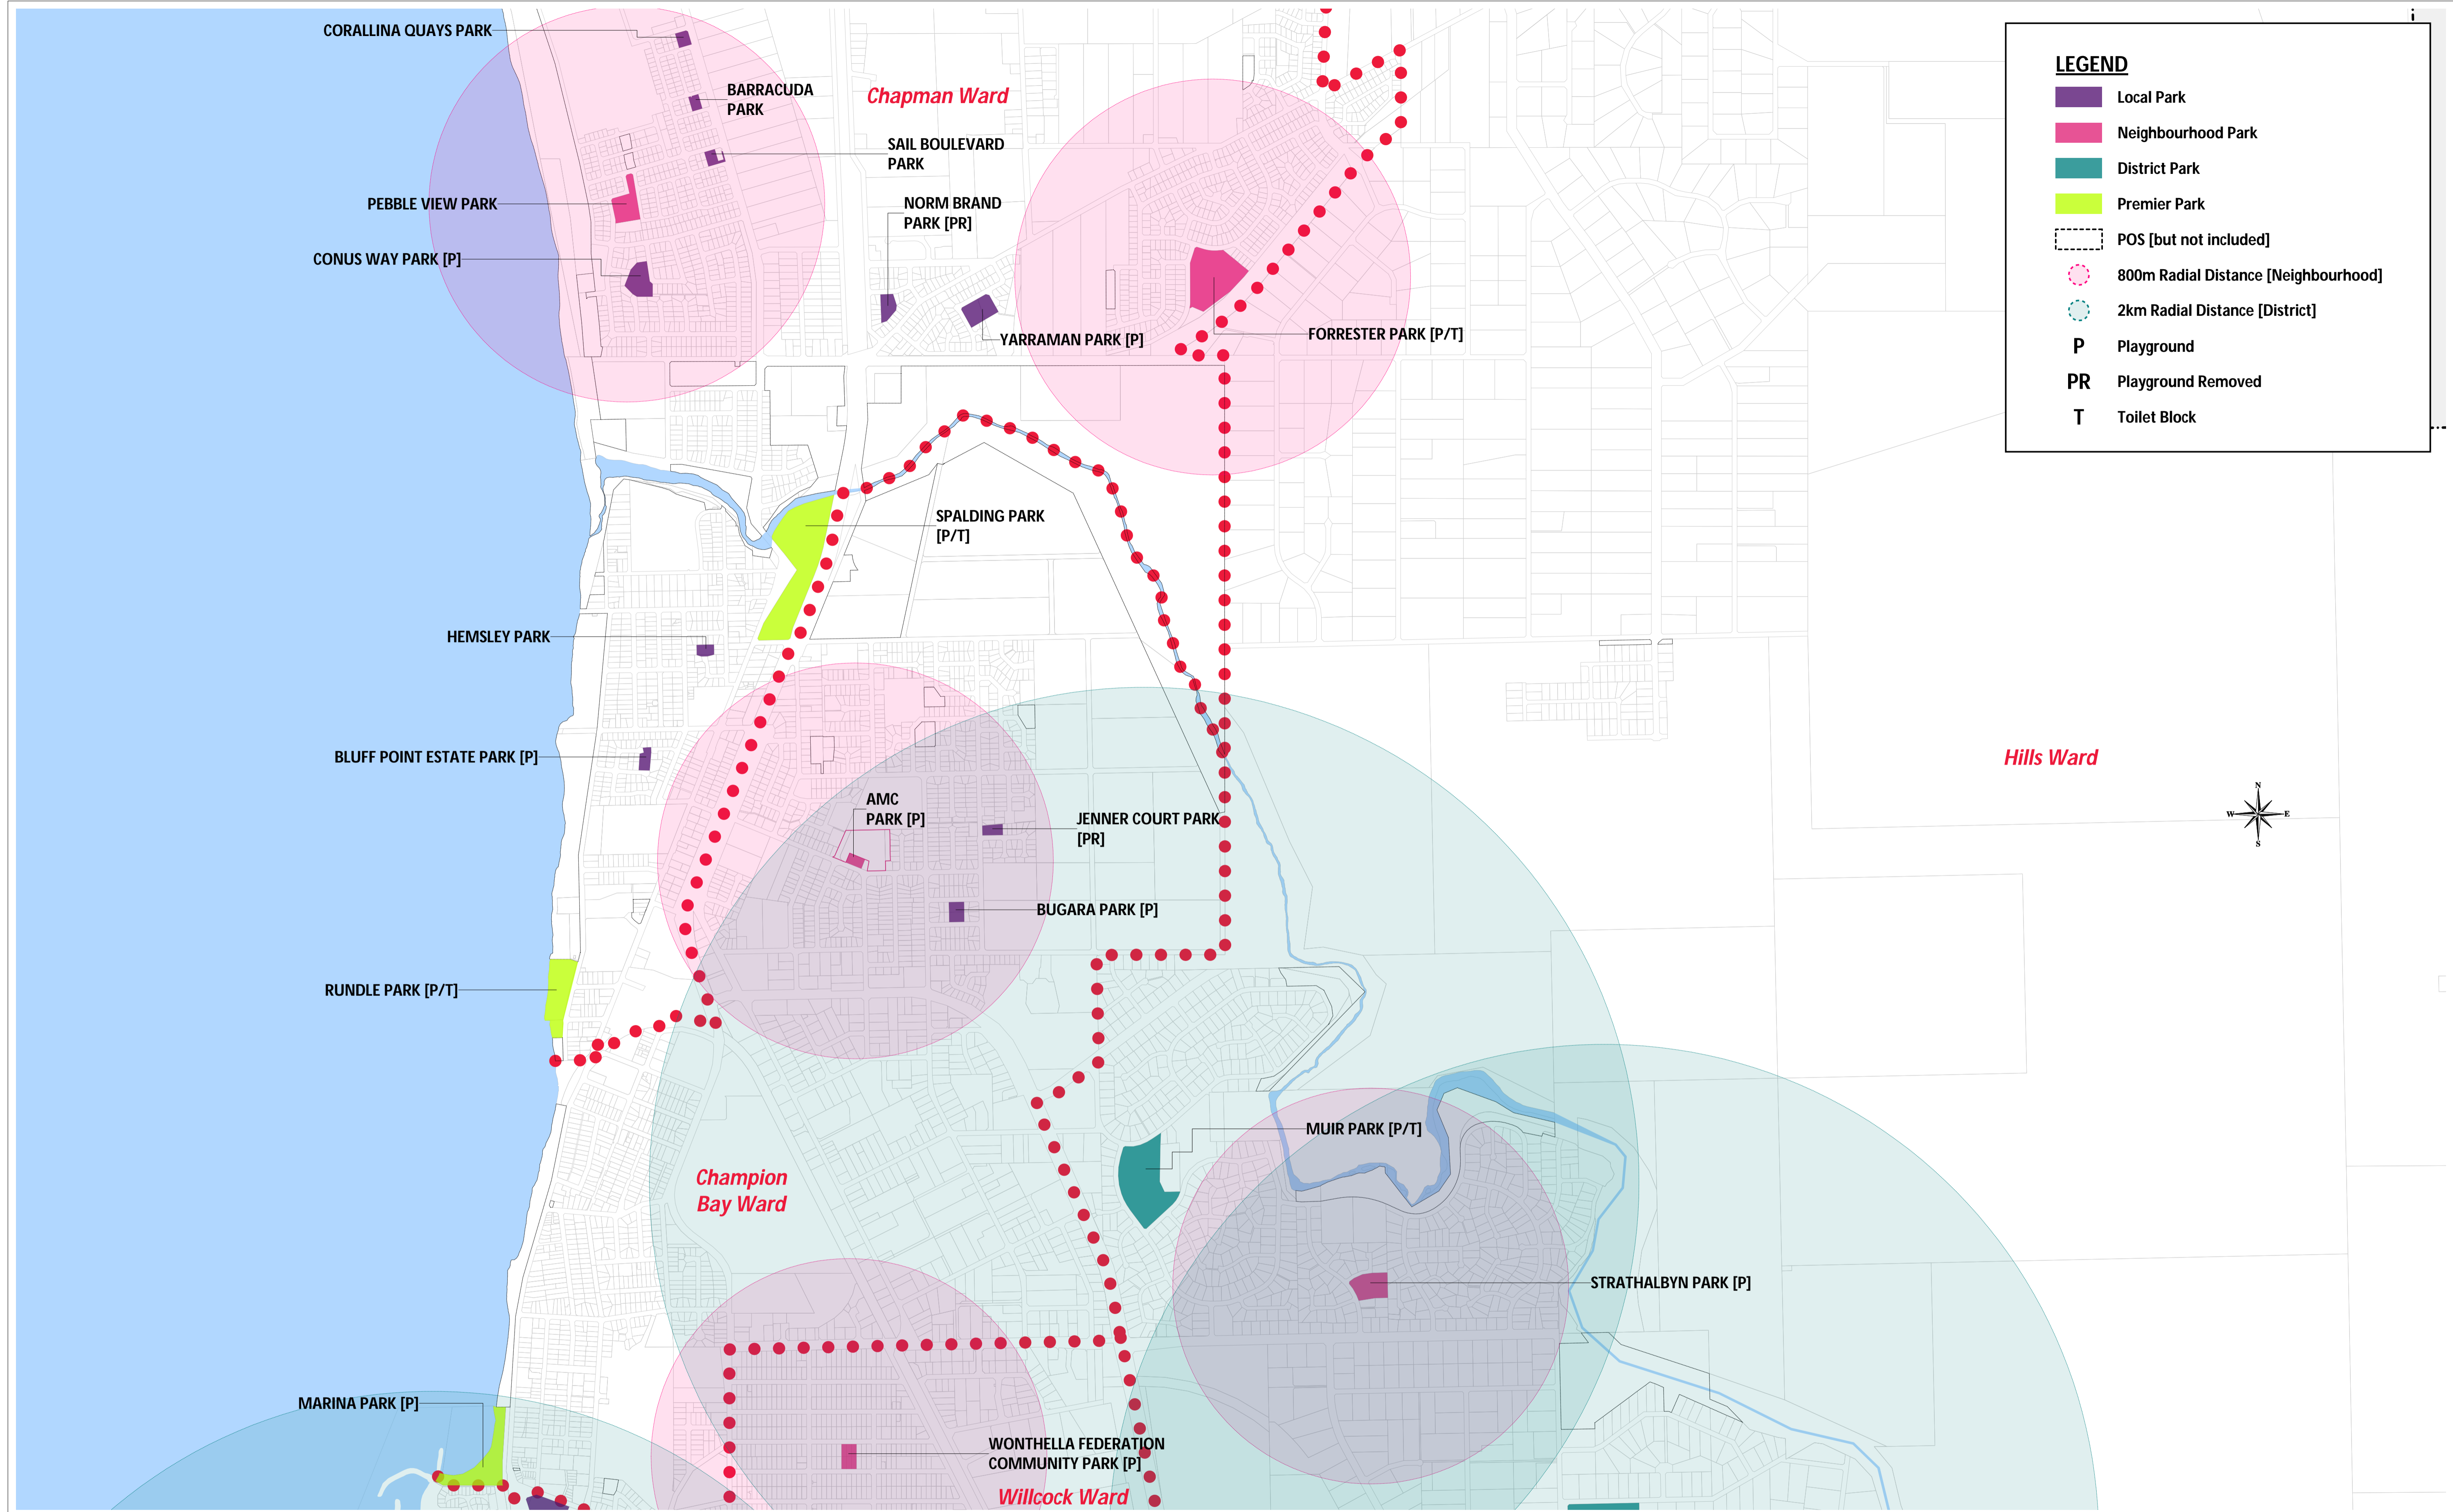 CORALLINA QUAYS PARK
BARRACUDA
PARK
Chapman Ward
SAIL BOULEVARD
PARK
PEBBLE VIEW PARK
NORM BRAND
PARK [PR]
CONUS WAY PARK [P]
YARRAMAN PARK [P]
FORRESTER PARK [P/T]
LEGEND
Local Park
Neighbourhood Park
District Park
Premier Park
POS [but not included]
800m Radial Distance [Neighbourhood]
2km Radial Distance [District]
P Playground
PR Playground Removed
T Toilet Block
SPALDING PARK
[P/T]
HEMSLEY PARK
BLUFF POINT ESTATE PARK [P]
Hills Ward
N
W E
S
AMC
PARK [P]
JENNER COURT PARK
[PR]
BUGARA PARK [P]
RUNDLE PARK [P/T]
MUIR PARK [P/T]
Champion
Bay Ward
STRATHALBYN PARK [P]
MARINA PARK [P]
WONTHELLA FEDERATION
COMMUNITY PARK [P]
Willcock Ward